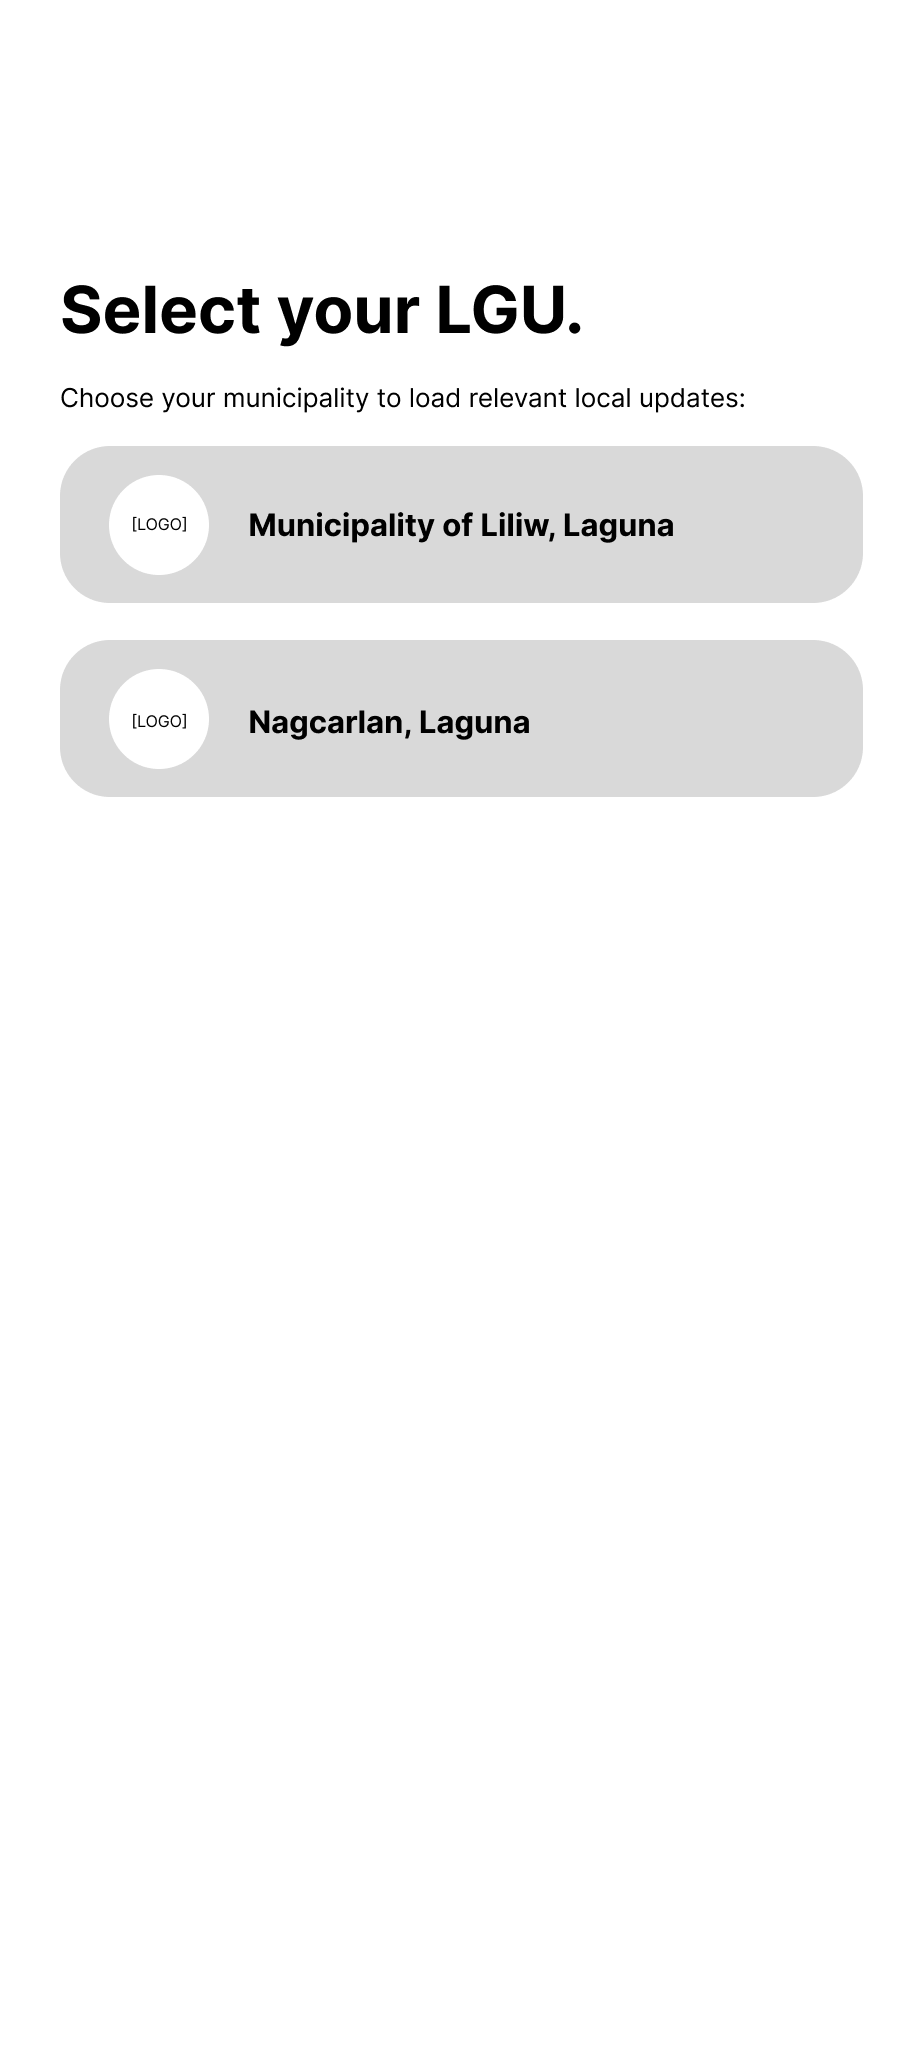 Select your LGU.
Choose your municipality to load relevant local updates:
[LOGO] Municipality of Liliw, Laguna
[LOGO] Nagcarlan, Laguna